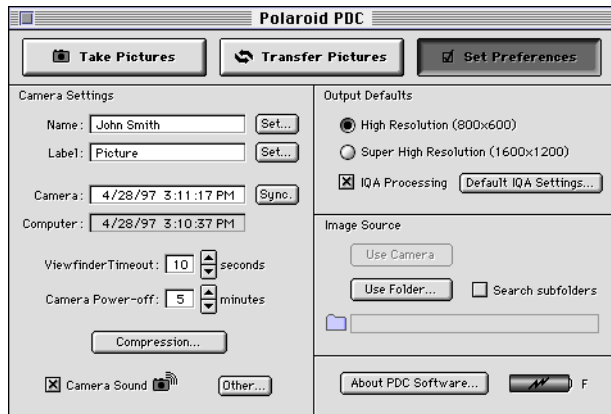 Polaroid PDC
Take Pictures
Transfer Pictures
Set Preferences
Camera Settings
Name: John Smith Set...
Label: Picture Set...
Camera: 4/28/97 3:11:17 PM Sync.
Computer: 4/28/97 3:10:37 PM
ViewfinderTimeout: 10 seconds
Camera Power-off: 5 minutes
Compression...
Camera Sound Other...
Output Defaults
High Resolution (800x600)
Super High Resolution (1600x1200)
IQA Processing Default IQA Settings...
Image Source
Use Camera
Use Folder... Search subfolders
About PDC Software... F